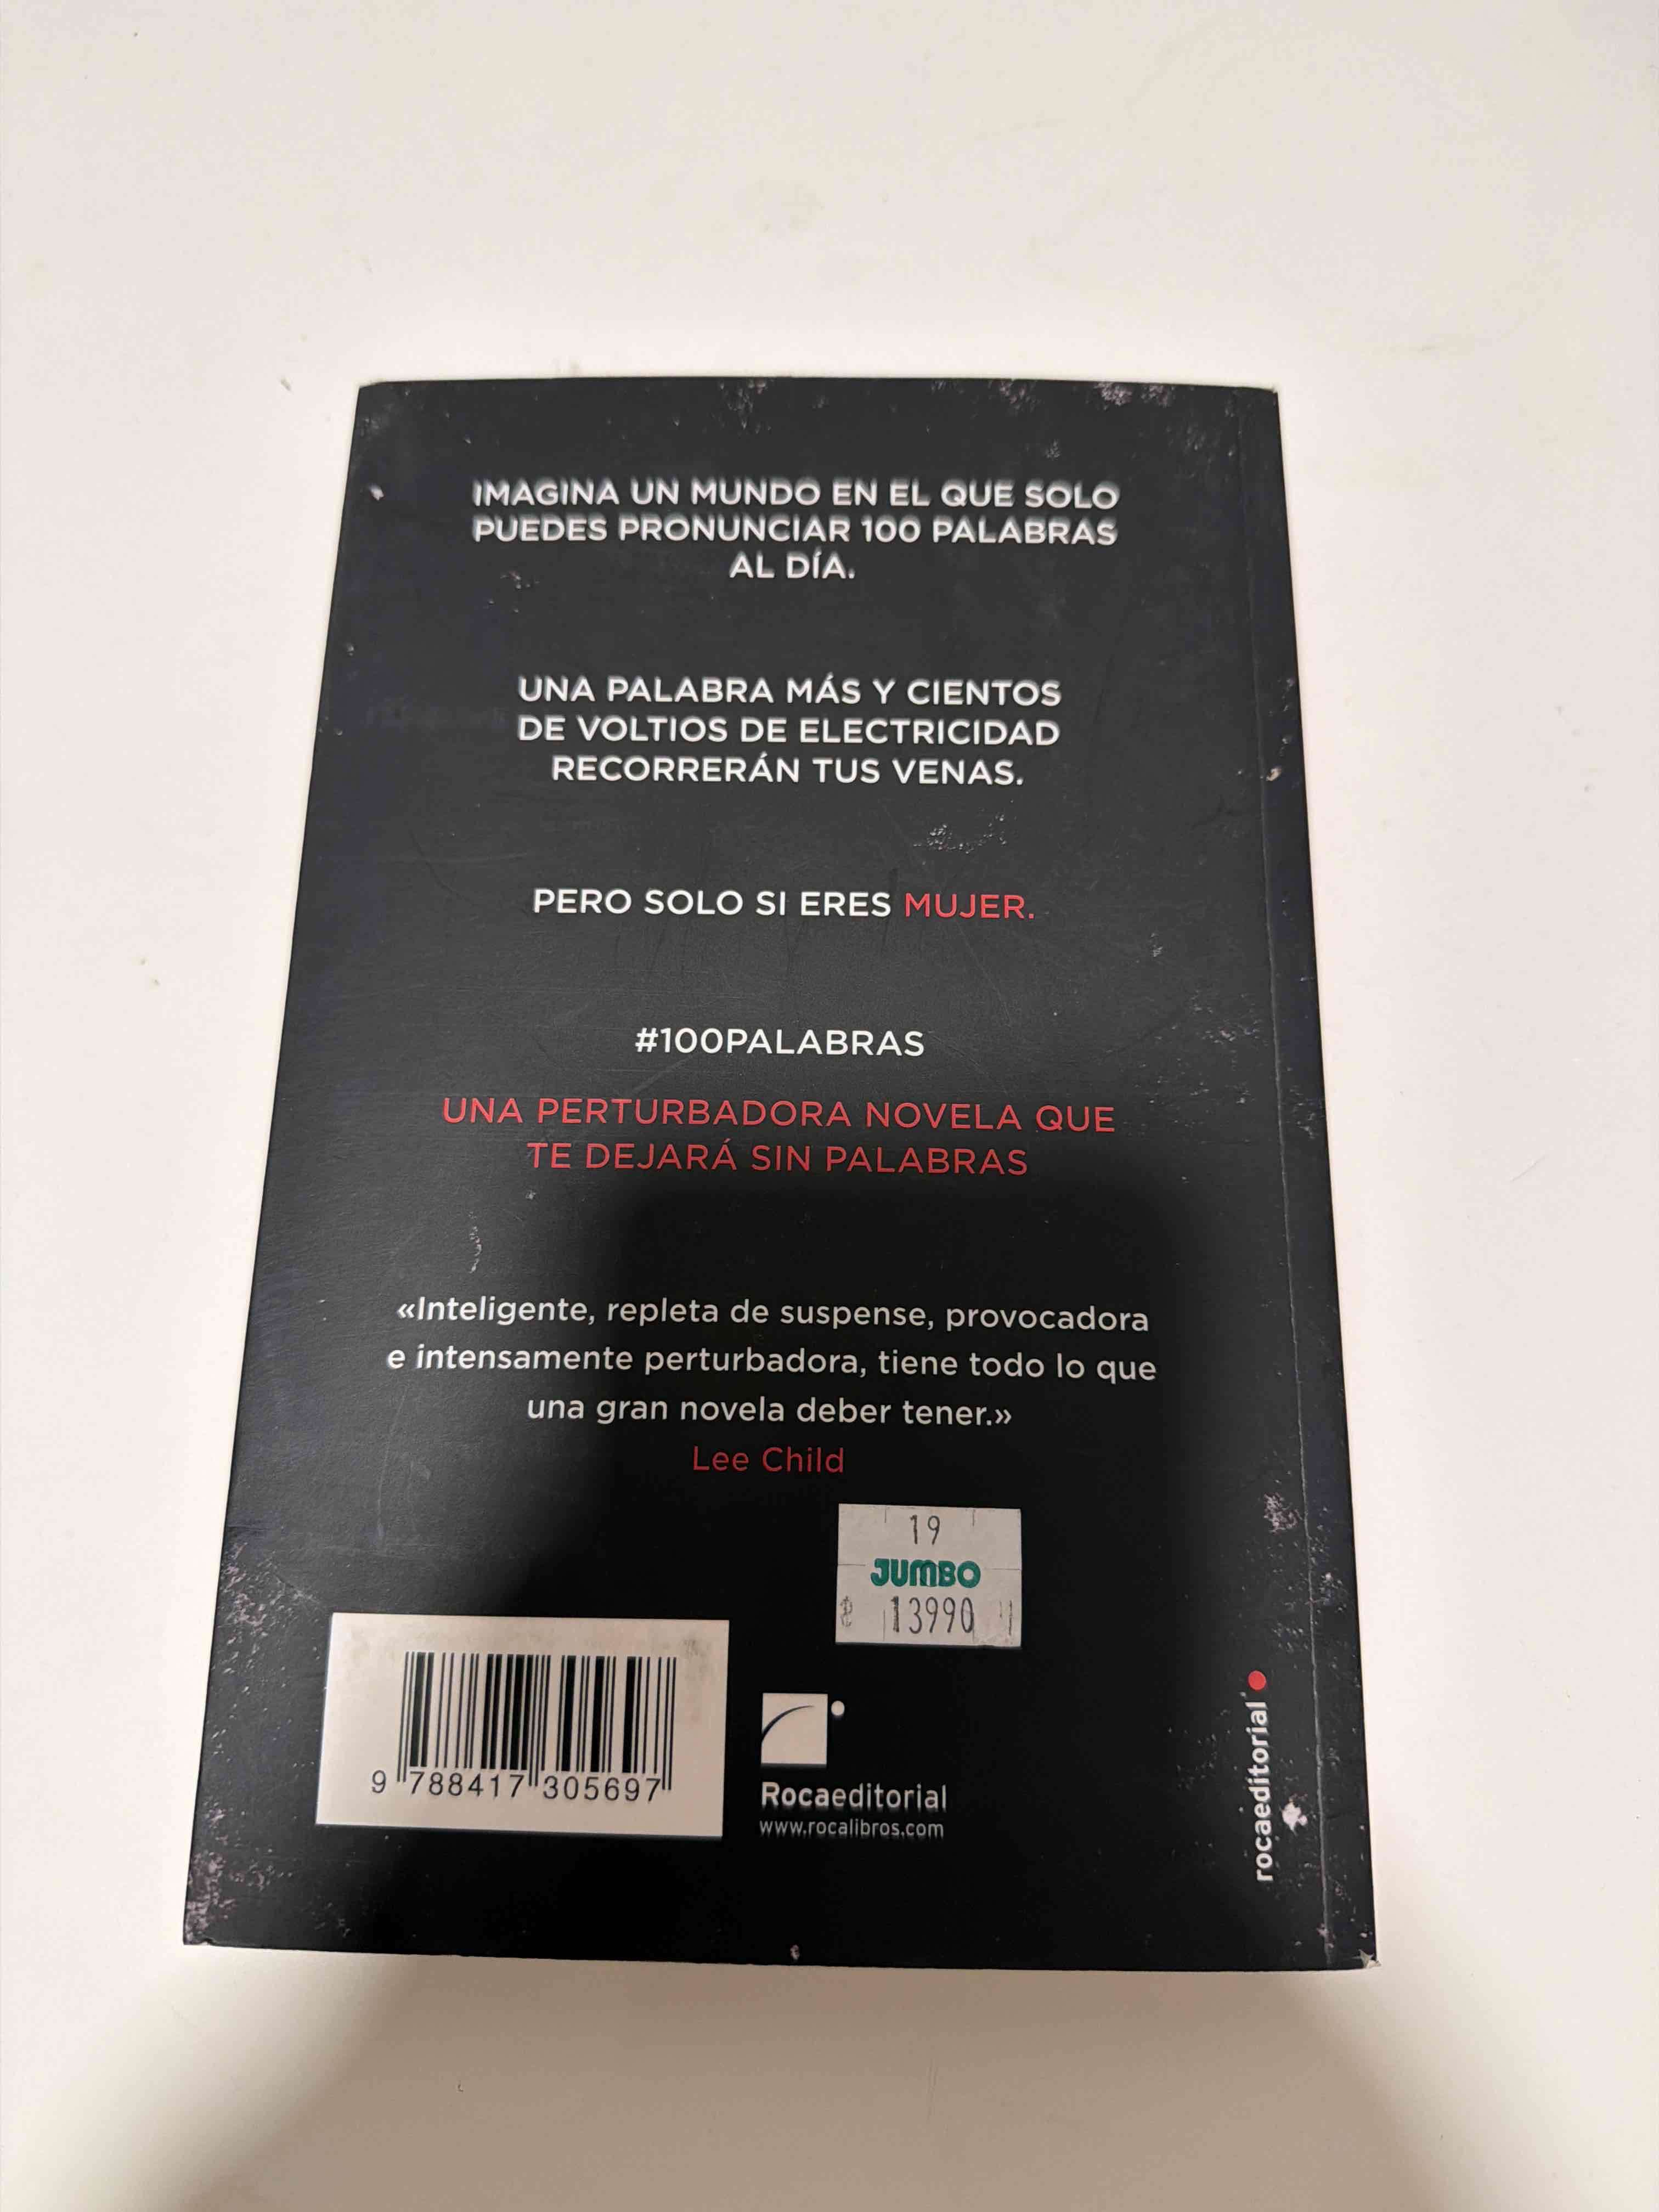 IMAGINA UN MUNDO EN EL QUE SOLO
PUEDES PRONUNCIAR 100 PALABRAS
AL DÍA.
UNA PALABRA MÁS Y CIENTOS
DE VOLTIOS DE ELECTRICIDAD
RECORRERÁN TUS VENAS.
PERO SOLO SI ERES MUJER.
#100PALABRAS
UNA PERTURBADORA NOVELA QUE
TE DEJARÁ SIN PALABRAS
«Inteligente, repleta de suspense, provocadora
e intensamente perturbadora, tiene todo lo que
una gran novela deber tener.»
Lee Child
19
JUMBO
$ 13990
9 788417 305697
Rocaeditorial
www.rocalibros.com
rocaeditorial